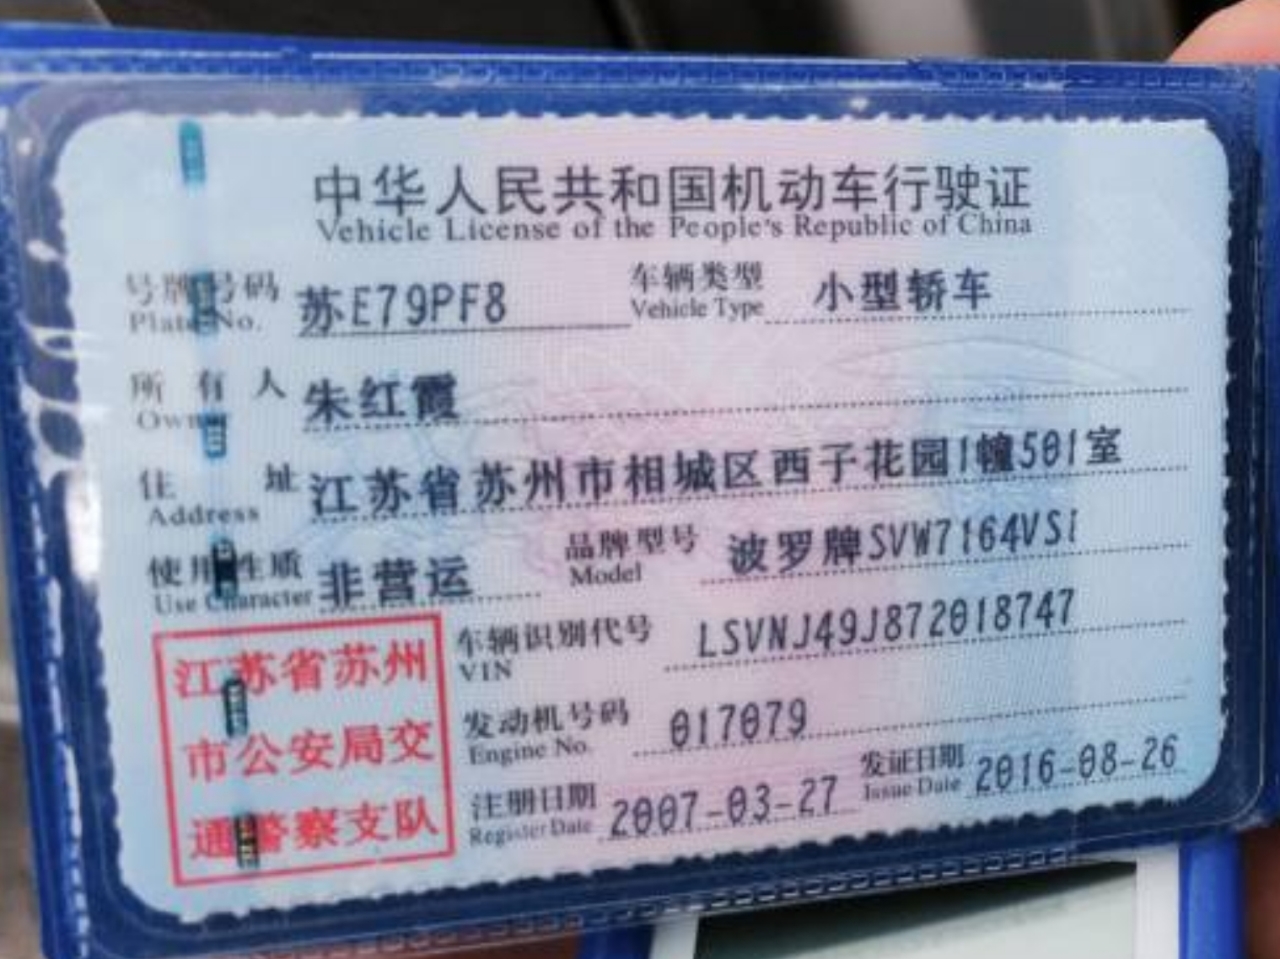 中华人民共和国机动车行驶证
Vehicle License of the People's Republic of China
号牌号码 苏E79PF8 车辆类型 小型轿车
Plate No. Vehicle Type
所有人 朱红霞
Owner
住址 江苏省苏州市相城区西子花园1幢501室
Address
使用性质 非营运 品牌型号 波罗牌SVW7164VSi
Use Character Model
车辆识别代号 LSVNJ49J872018747
VIN
发动机号码 017079
Engine No.
注册日期 2007-03-27 发证日期 2016-08-26
Register Date Issue Date
江苏省苏州
市公安局交
通警察支队